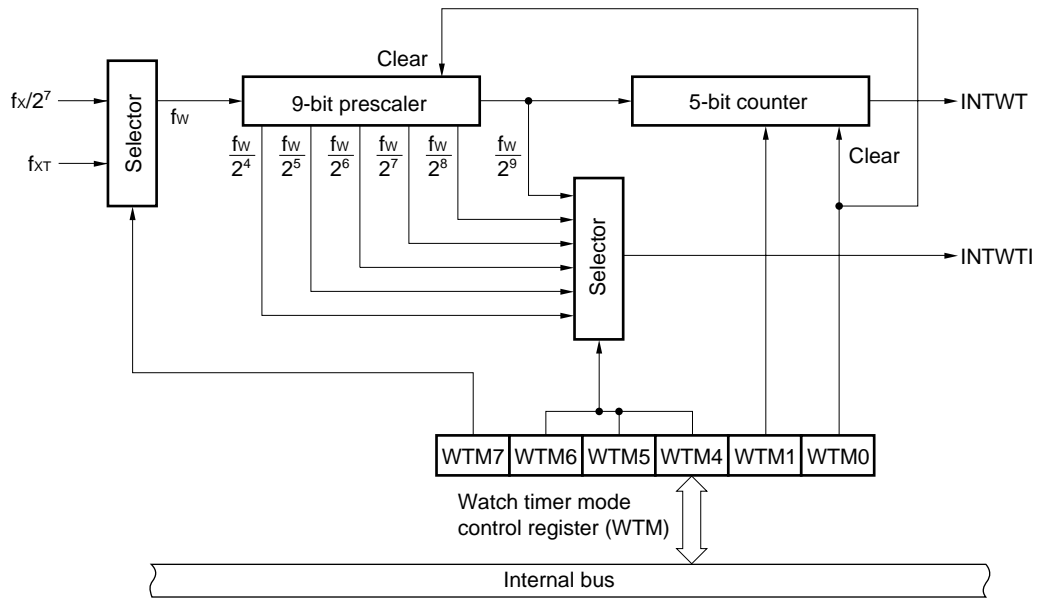 Clear
fX/2⁷
fXT
Selector
fW
9-bit prescaler
5-bit counter
INTWT
fW/2⁴
fW/2⁵
fW/2⁶
fW/2⁷
fW/2⁸
fW/2⁹
Clear
Selector
INTWTI
WTM7 WTM6 WTM5 WTM4 WTM1 WTM0
Watch timer mode
control register (WTM)
Internal bus